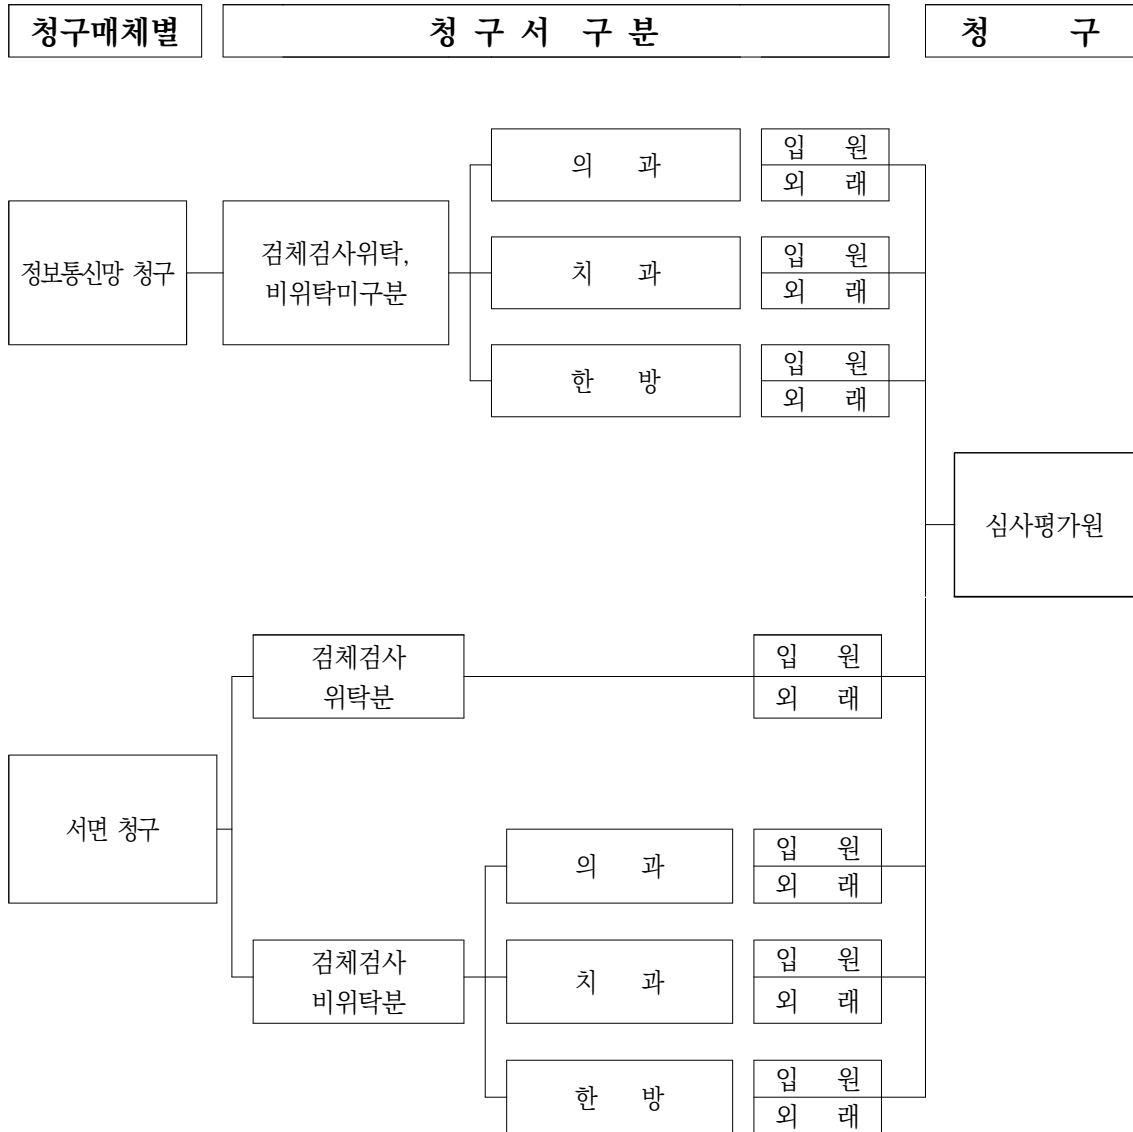 청구매체별
청 구 서 구 분
청 구
의 과
입 원
외 래
정보통신망 청구
검체검사위탁,
비위탁미구분
치 과
입 원
외 래
한 방
입 원
외 래
심사평가원
검체검사
위탁분
입 원
외 래
서면 청구
의 과
입 원
외 래
검체검사
비위탁분
치 과
입 원
외 래
한 방
입 원
외 래